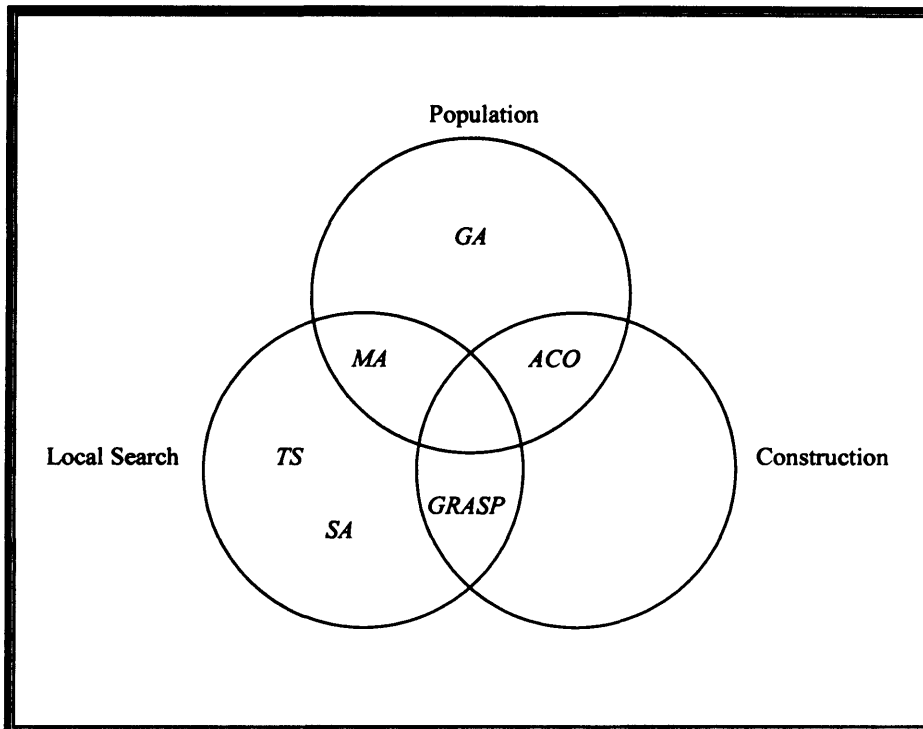 Population
GA
MA
ACO
Local Search
TS
Construction
GRASP
SA